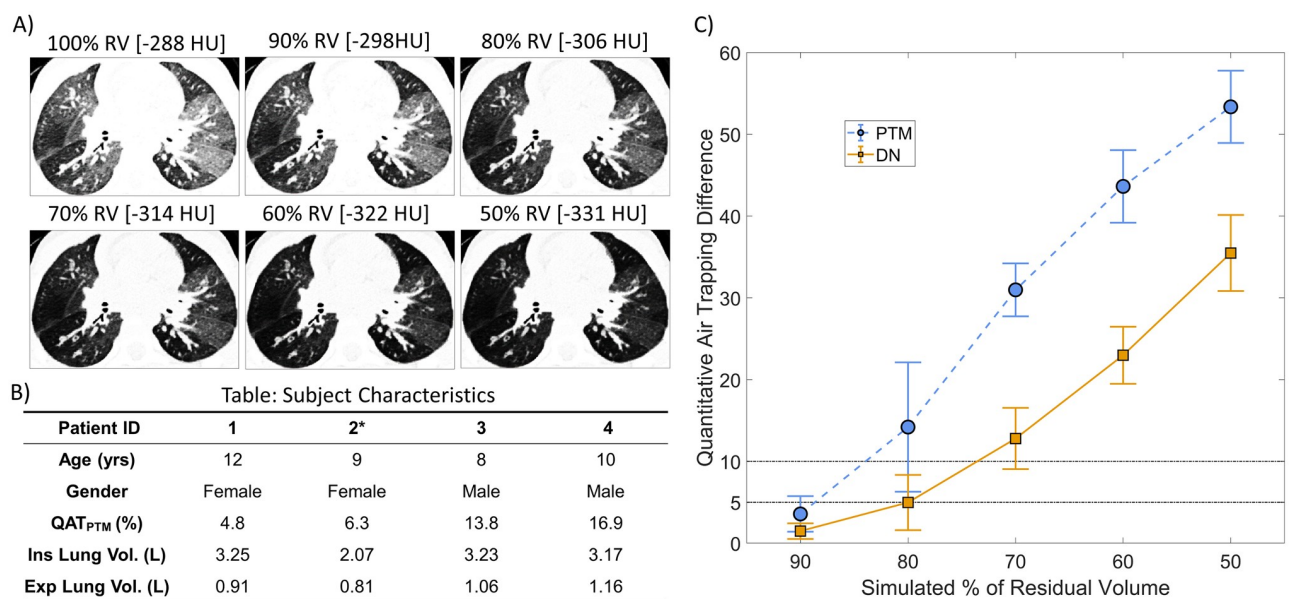 A)
100% RV [-288 HU]
90% RV [-298HU]
80% RV [-306 HU]
70% RV [-314 HU]
60% RV [-322 HU]
50% RV [-331 HU]
B)
Table: Subject Characteristics
Patient ID 1 2* 3 4
Age (yrs) 12 9 8 10
Gender Female Female Male Male
QATPTM (%) 4.8 6.3 13.8 16.9
Ins Lung Vol. (L) 3.25 2.07 3.23 3.17
Exp Lung Vol. (L) 0.91 0.81 1.06 1.16
C)
Quantitative Air Trapping Difference
60
50
40
30
20
10
5
0
PTM
DN
90 80 70 60 50
Simulated % of Residual Volume